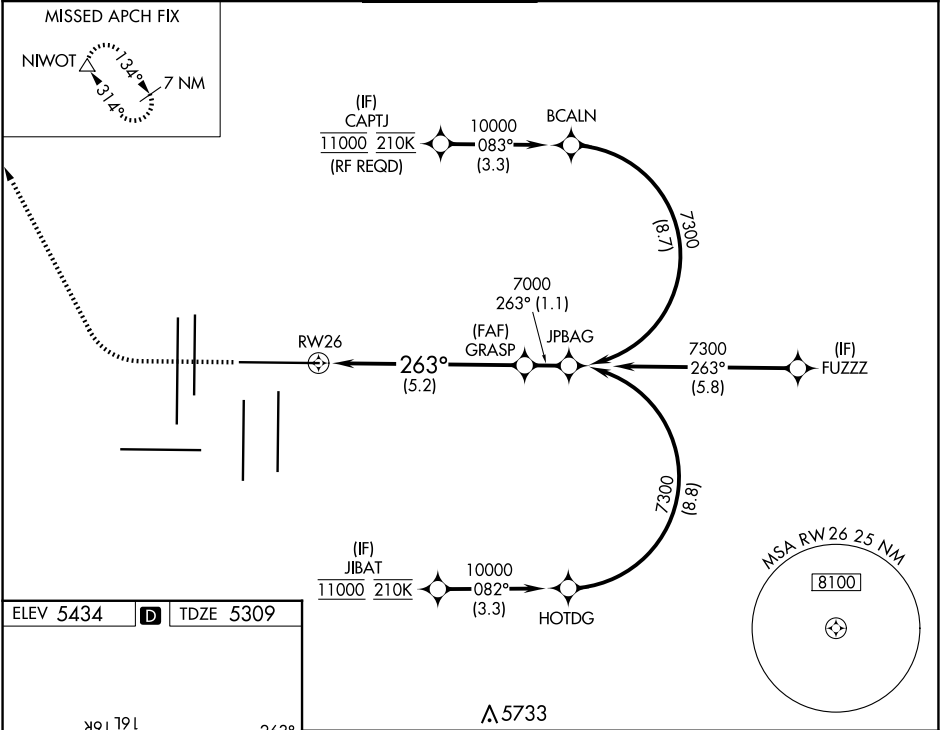 MISSED APCH FIX
NIWOT
134°
7 NM
314°
(IF)
CAPTJ
11000 210K
(RF REQD)
10000
083°
(3.3)
BCALN
7300
(8.7)
7000
263° (1.1)
(FAF)
GRASP
JPBAG
RW26
263°
(5.2)
7300
263°
(5.8)
(IF)
FUZZZ
7300
(8.8)
(IF)
JIBAT
11000 210K
10000
082°
(3.3)
HOTDG
MSA RW26 25 NM
8100
ELEV 5434
D
TDZE 5309
5733
16L
16R